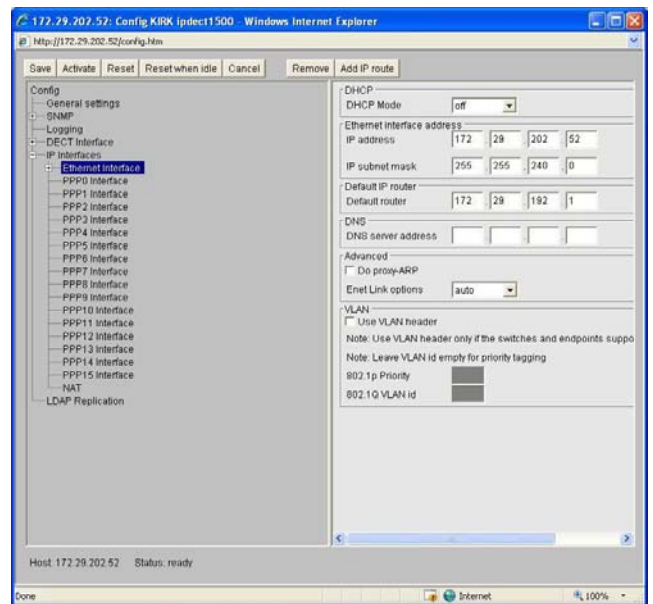 172.29.202.52: Config KIRK ipdect1500 - Windows Internet Explorer
http://172.29.202.52/config.htm
Save Activate Reset Reset when idle Cancel Remove Add IP route
Config
General settings
SNMP
Logging
DECT Interface
IP Interfaces
Ethernet Interface
PPP0 Interface
PPP1 Interface
PPP2 Interface
PPP3 Interface
PPP4 Interface
PPP5 Interface
PPP6 Interface
PPP7 Interface
PPP8 Interface
PPP9 Interface
PPP10 Interface
PPP11 Interface
PPP12 Interface
PPP13 Interface
PPP14 Interface
PPP15 Interface
NAT
LDAP Replication
DHCP
DHCP Mode off
Ethernet interface address
IP address 172 . 29 . 202 . 52
IP subnet mask 255 . 255 . 240 . 0
Default IP router
Default router 172 . 29 . 192 . 1
DNS
DNS server address . . .
Advanced
Do proxy-ARP
Enet Link options auto
VLAN
Use VLAN header
Note: Use VLAN header only if the switches and endpoints suppo
Note: Leave VLAN id empty for priority tagging
802.1p Priority
802.1Q VLAN id
Host: 172.29.202.52 Status: ready
Done Internet 100%